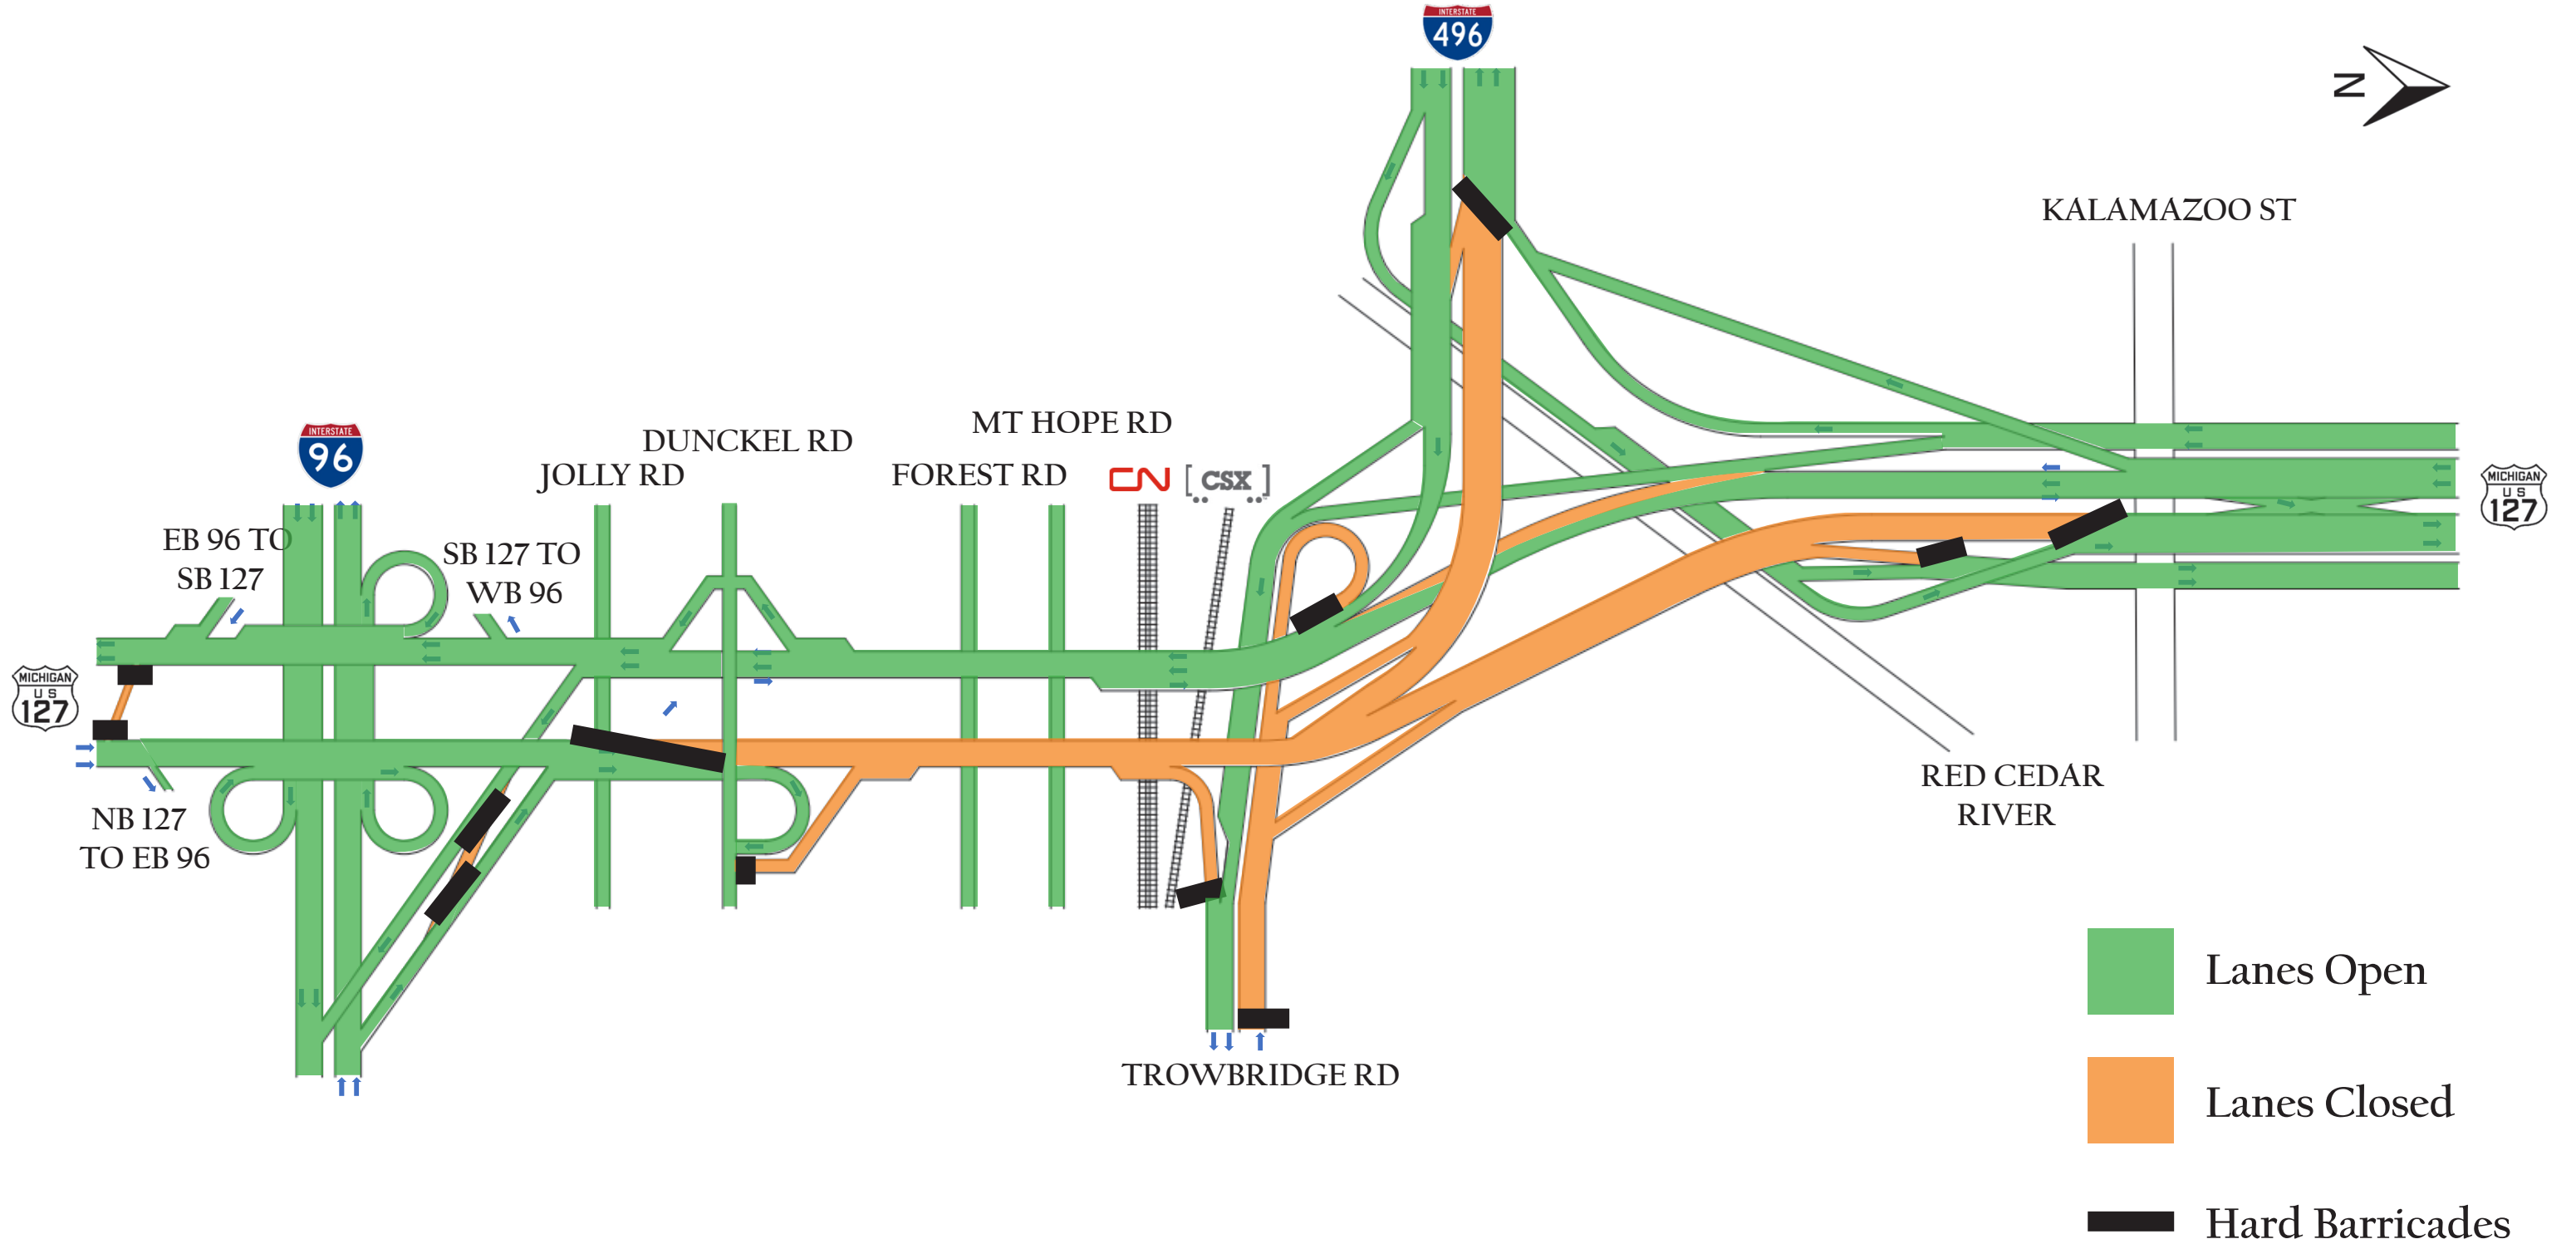 INTERSTATE
496
N
KALAMAZOO ST
MT HOPE RD
DUNCKEL RD
JOLLY RD
FOREST RD
CN
[CSX]
INTERSTATE
96
EB 96 TO
SB 127
SB 127 TO
WB 96
MICHIGAN
U S
127
MICHIGAN
U S
127
NB 127
TO EB 96
RED CEDAR
RIVER
TROWBRIDGE RD
Lanes Open
Lanes Closed
Hard Barricades